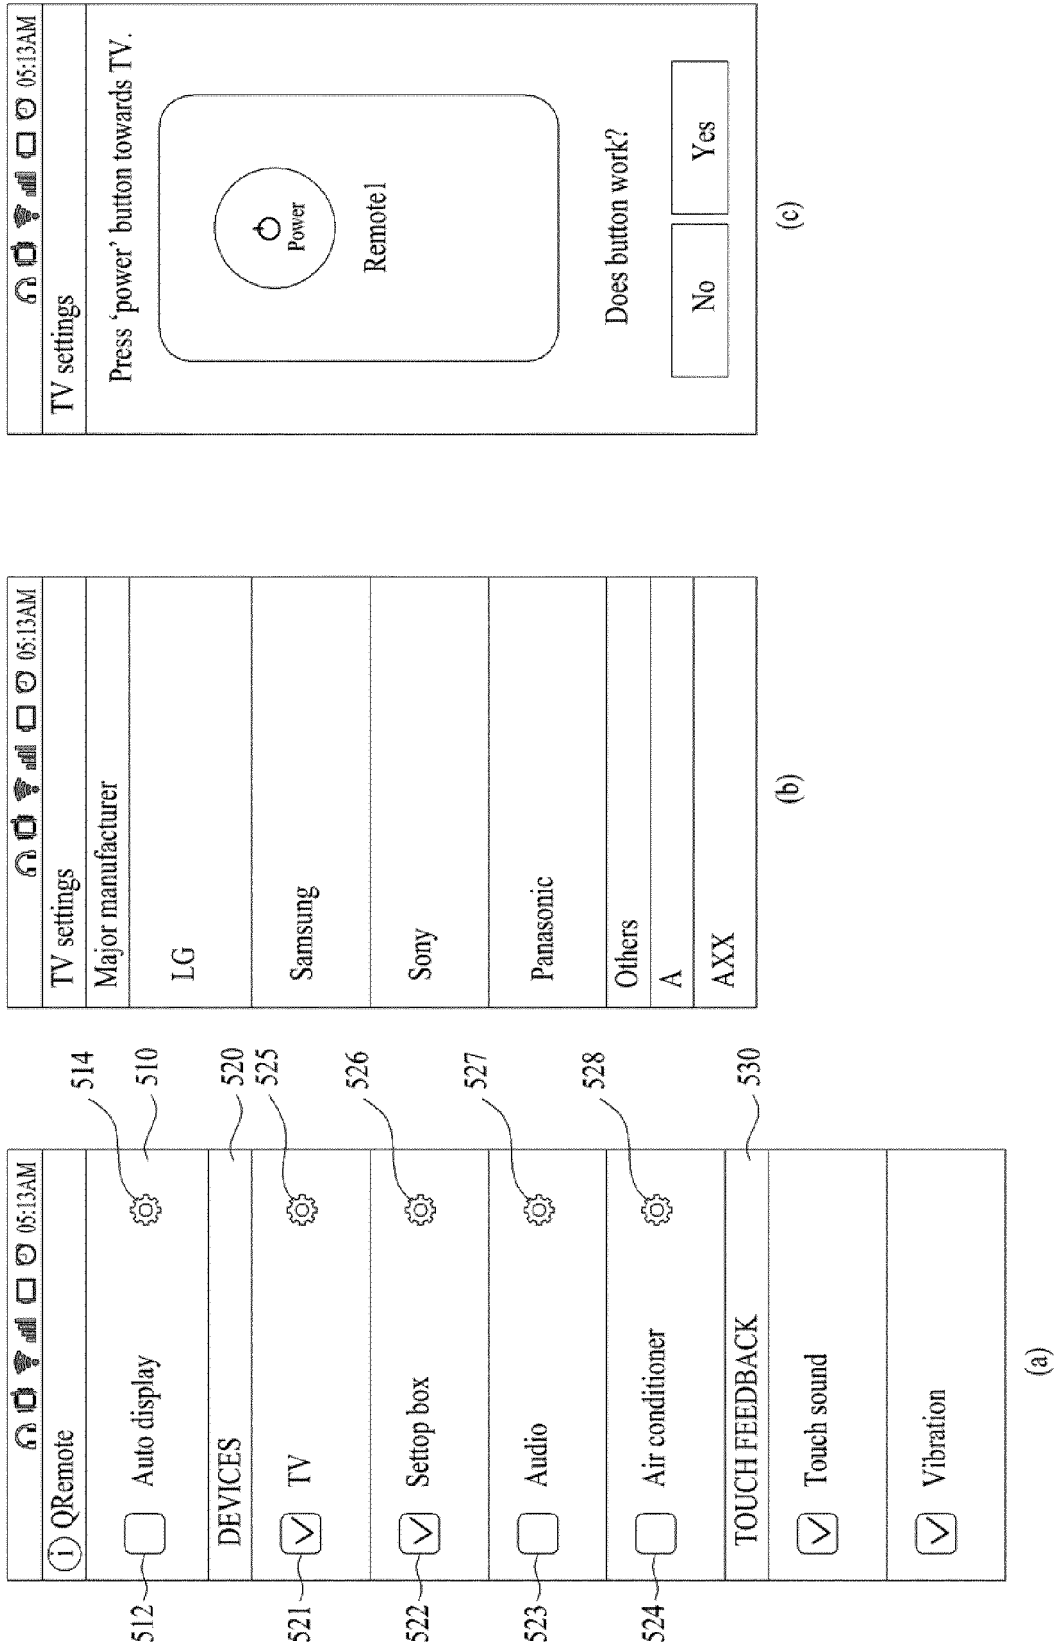 05:13AM
i QRemote
514
512 Auto display 510
DEVICES 520
521 TV 525
522 Settop box 526
523 Audio 527
524 Air conditioner 528
TOUCH FEEDBACK 530
Touch sound
Vibration
(a)
05:13AM
TV settings
Major manufacturer
LG
Samsung
Sony
Panasonic
Others
A
AXX
(b)
05:13AM
TV settings
Press ‘power’ button towards TV.
Power
Remote1
Does button work?
No Yes
(c)